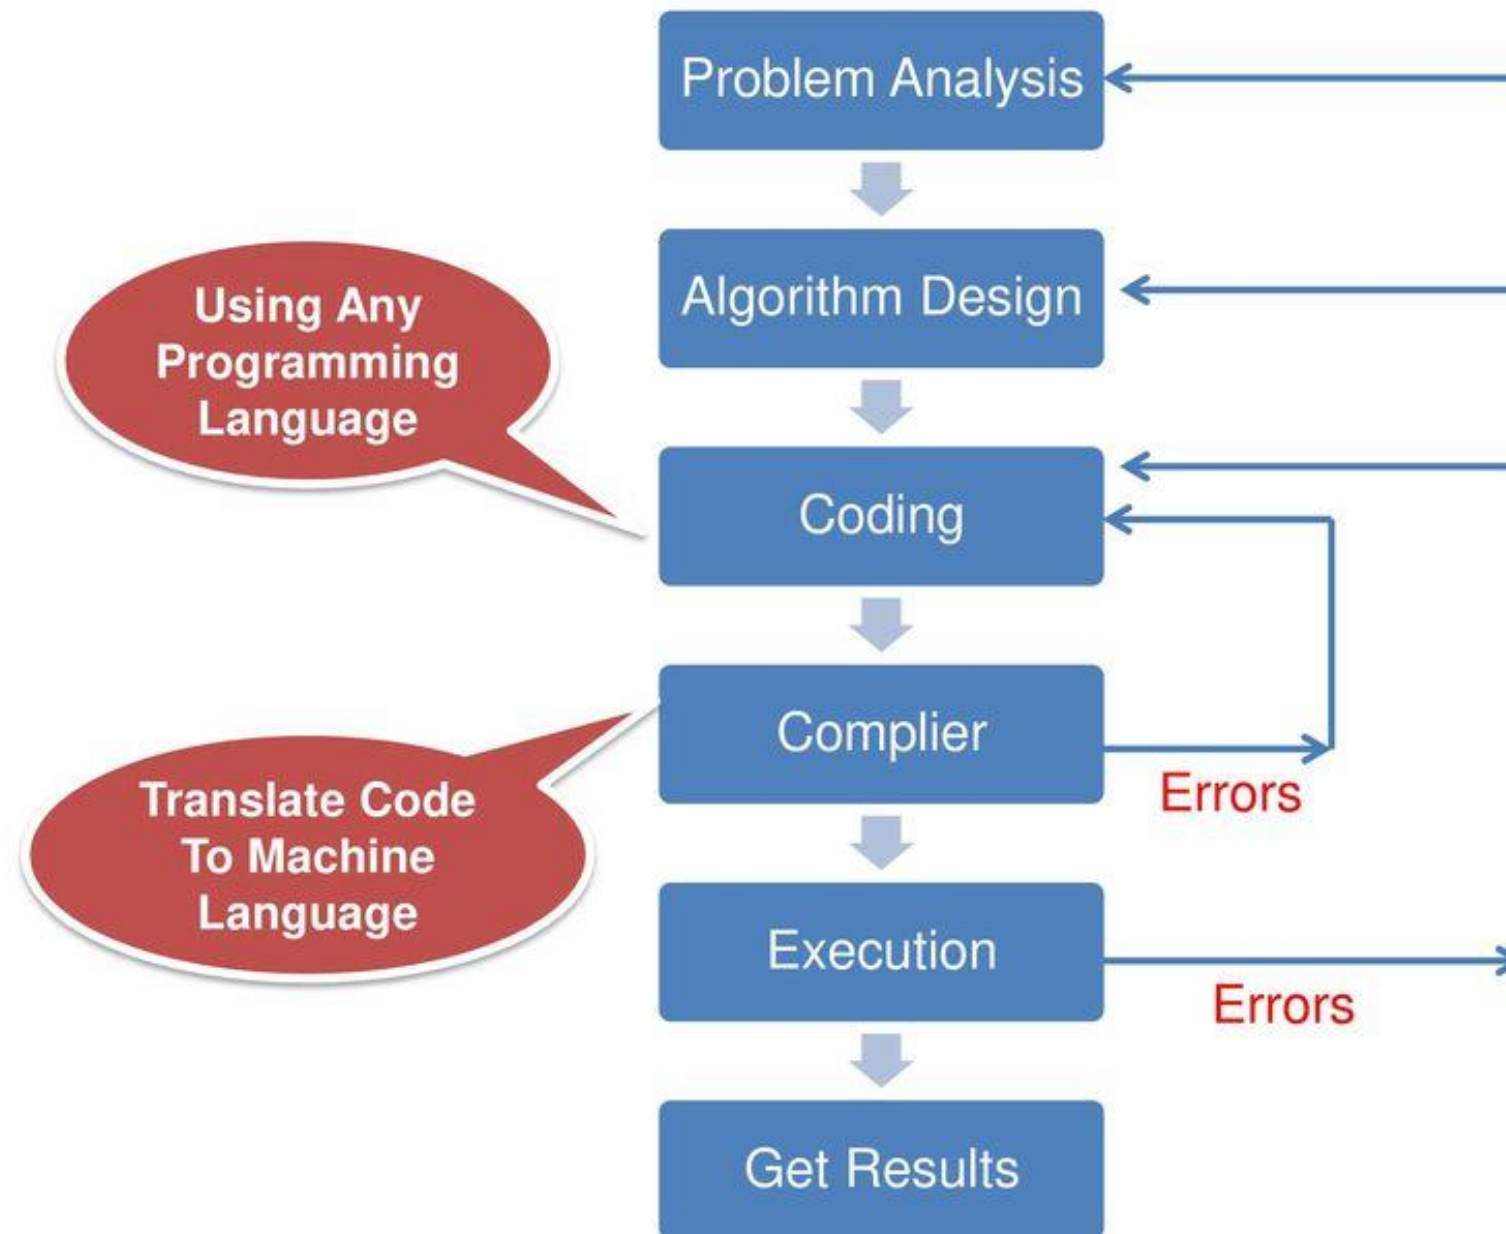 Problem Analysis
Algorithm Design
Using Any
Programming
Language
Coding
Complier
Errors
Translate Code
To Machine
Language
Execution
Errors
Get Results